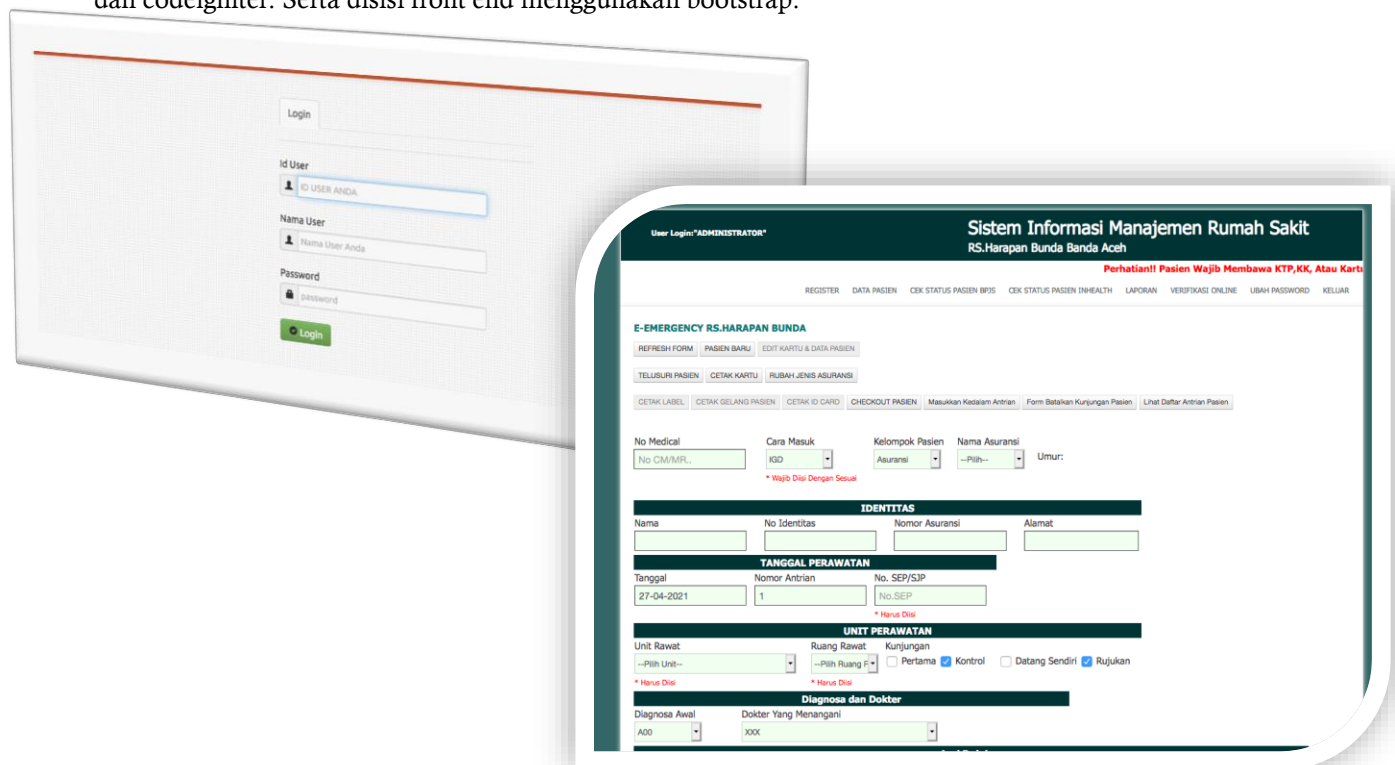 dan codeigniter. Serta disisi front end menggunakan bootstrap.
Login
Id User
ID USER ANDA
Nama User
Nama User Anda
Password
password
Login
User Login:"ADMINISTRATOR"
Sistem Informasi Manajemen Rumah Sakit
RS.Harapan Bunda Banda Aceh
Perhatian!! Pasien Wajib Membawa KTP,KK, Atau Kartu
REGISTER DATA PASIEN CEK STATUS PASIEN BPJS CEK STATUS PASIEN INHEALTH LAPORAN VERIFIKASI ONLINE UBAH PASSWORD KELUAR
E-EMERGENCY RS.HARAPAN BUNDA
REFRESH FORM PASIEN BARU EDIT KARTU & DATA PASIEN
TELUSURI PASIEN CETAK KARTU RUBAH JENIS ASURANSI
CETAK LABEL CETAK GELANG PASIEN CETAK ID CARD CHECKOUT PASIEN Masukkan Kedalam Antrian Form Batalkan Kunjungan Pasien Lihat Daftar Antrian Pasien
No Medical Cara Masuk Kelompok Pasien Nama Asuransi
No CM/MR.. IGD Asuransi --Pilih-- Umur:
* Wajib Diisi Dengan Sesuai
IDENTITAS
Nama No Identitas Nomor Asuransi Alamat
TANGGAL PERAWATAN
Tanggal Nomor Antrian No. SEP/SJP
27-04-2021 1 No.SEP
* Harus Diisi
UNIT PERAWATAN
Unit Rawat Ruang Rawat Kunjungan
--Pilih Unit-- --Pilih Ruang Pertama Kontrol Datang Sendiri Rujukan
* Harus Diisi * Harus Diisi
Diagnosa dan Dokter
Diagnosa Awal Dokter Yang Menangani
A00 XXX